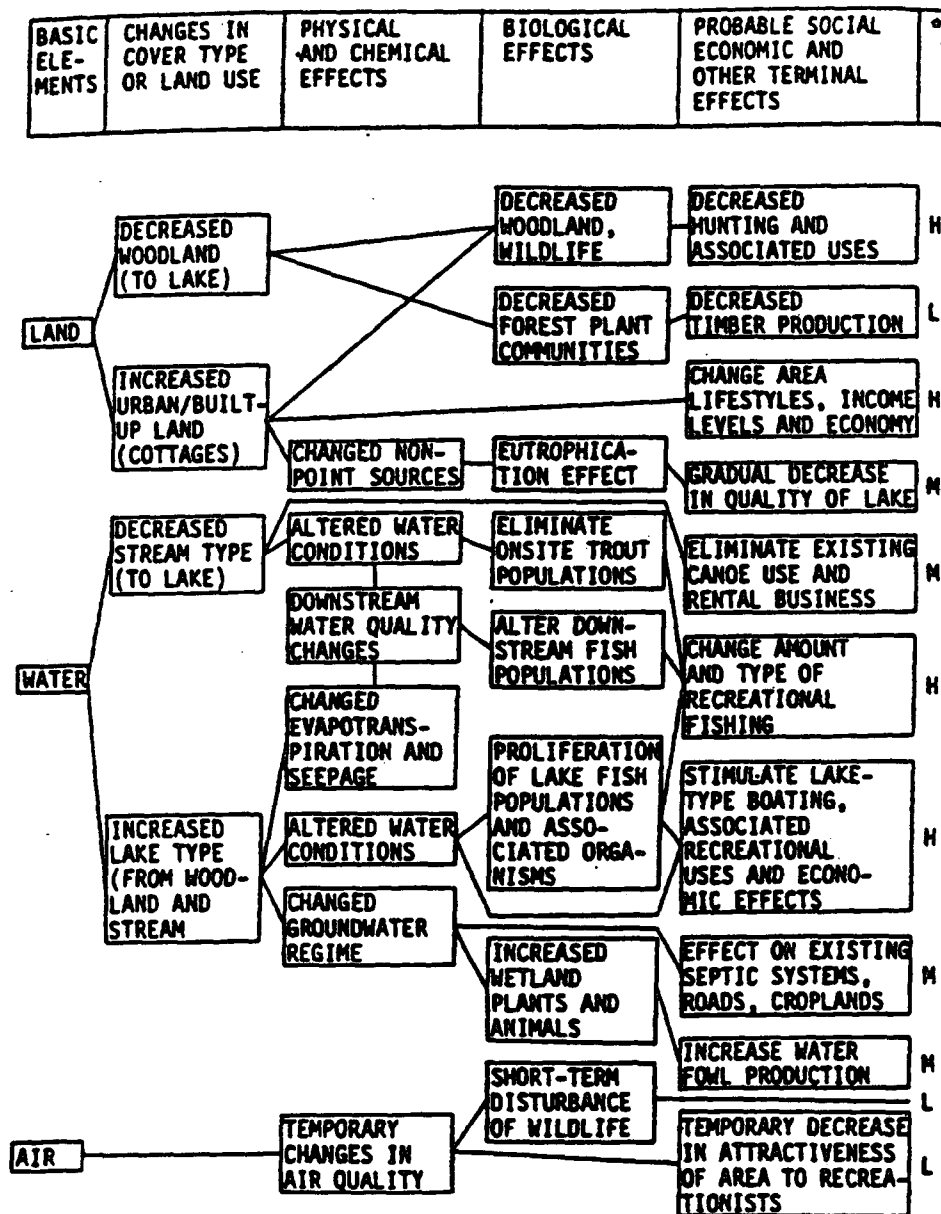 BASIC
ELE-
MENTS
CHANGES IN
COVER TYPE
OR LAND USE
PHYSICAL
AND CHEMICAL
EFFECTS
BIOLOGICAL
EFFECTS
PROBABLE SOCIAL
ECONOMIC AND
OTHER TERMINAL
EFFECTS
*
LAND
DECREASED
WOODLAND
(TO LAKE)
DECREASED
WOODLAND,
WILDLIFE
DECREASED
HUNTING AND
ASSOCIATED USES
H
DECREASED
FOREST PLANT
COMMUNITIES
DECREASED
TIMBER PRODUCTION
L
INCREASED
URBAN/BUILT-
UP LAND
(COTTAGES)
CHANGE AREA
LIFESTYLES, INCOME
LEVELS AND ECONOMY
H
CHANGED NON-
POINT SOURCES
EUTROPHICA-
TION EFFECT
GRADUAL DECREASE
IN QUALITY OF LAKE
M
WATER
DECREASED
STREAM TYPE
(TO LAKE)
ALTERED WATER
CONDITIONS
ELIMINATE
ONSITE TROUT
POPULATIONS
ELIMINATE EXISTING
CANOE USE AND
RENTAL BUSINESS
M
DOWNSTREAM
WATER QUALITY
CHANGES
ALTER DOWN-
STREAM FISH
POPULATIONS
CHANGE AMOUNT
AND TYPE OF
RECREATIONAL
FISHING
H
CHANGED
EVAPOTRANS-
PIRATION AND
SEEPAGE
INCREASED
LAKE TYPE
(FROM WOOD-
LAND AND
STREAM
ALTERED WATER
CONDITIONS
PROLIFERATION
OF LAKE FISH
POPULATIONS
AND ASSO-
CIATED ORGA-
NISMS
STIMULATE LAKE-
TYPE BOATING,
ASSOCIATED
RECREATIONAL
USES AND ECONO-
MIC EFFECTS
H
CHANGED
GROUNDWATER
REGIME
INCREASED
WETLAND
PLANTS AND
ANIMALS
EFFECT ON EXISTING
SEPTIC SYSTEMS,
ROADS, CROPLANDS
M
INCREASE WATER
FOWL PRODUCTION
M
AIR
TEMPORARY
CHANGES IN
AIR QUALITY
SHORT-TERM
DISTURBANCE
OF WILDLIFE
L
TEMPORARY DECREASE
IN ATTRACTIVENESS
OF AREA TO RECREA-
TIONISTS
L